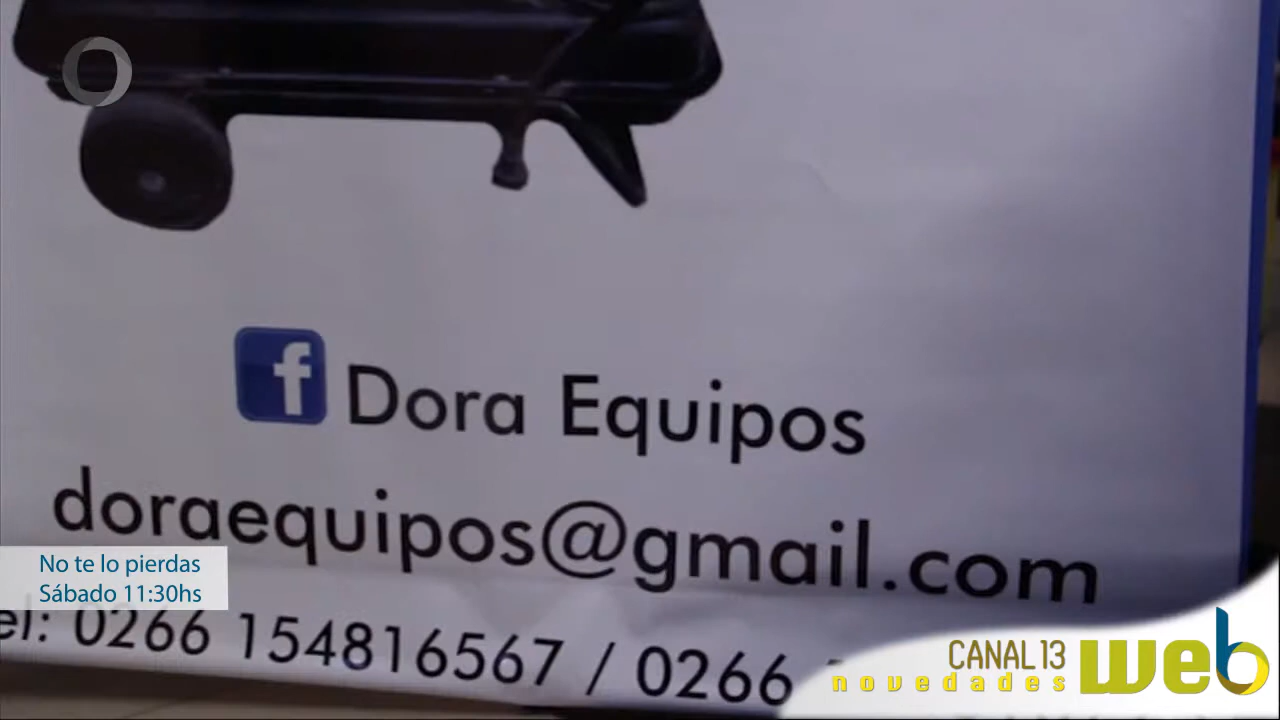 f Dora Equipos
doraequipos@gmail.com
No te lo pierdas
Sábado 11:30hs
el: 0266 154816567 / 0266
CANAL 13
novedades
web